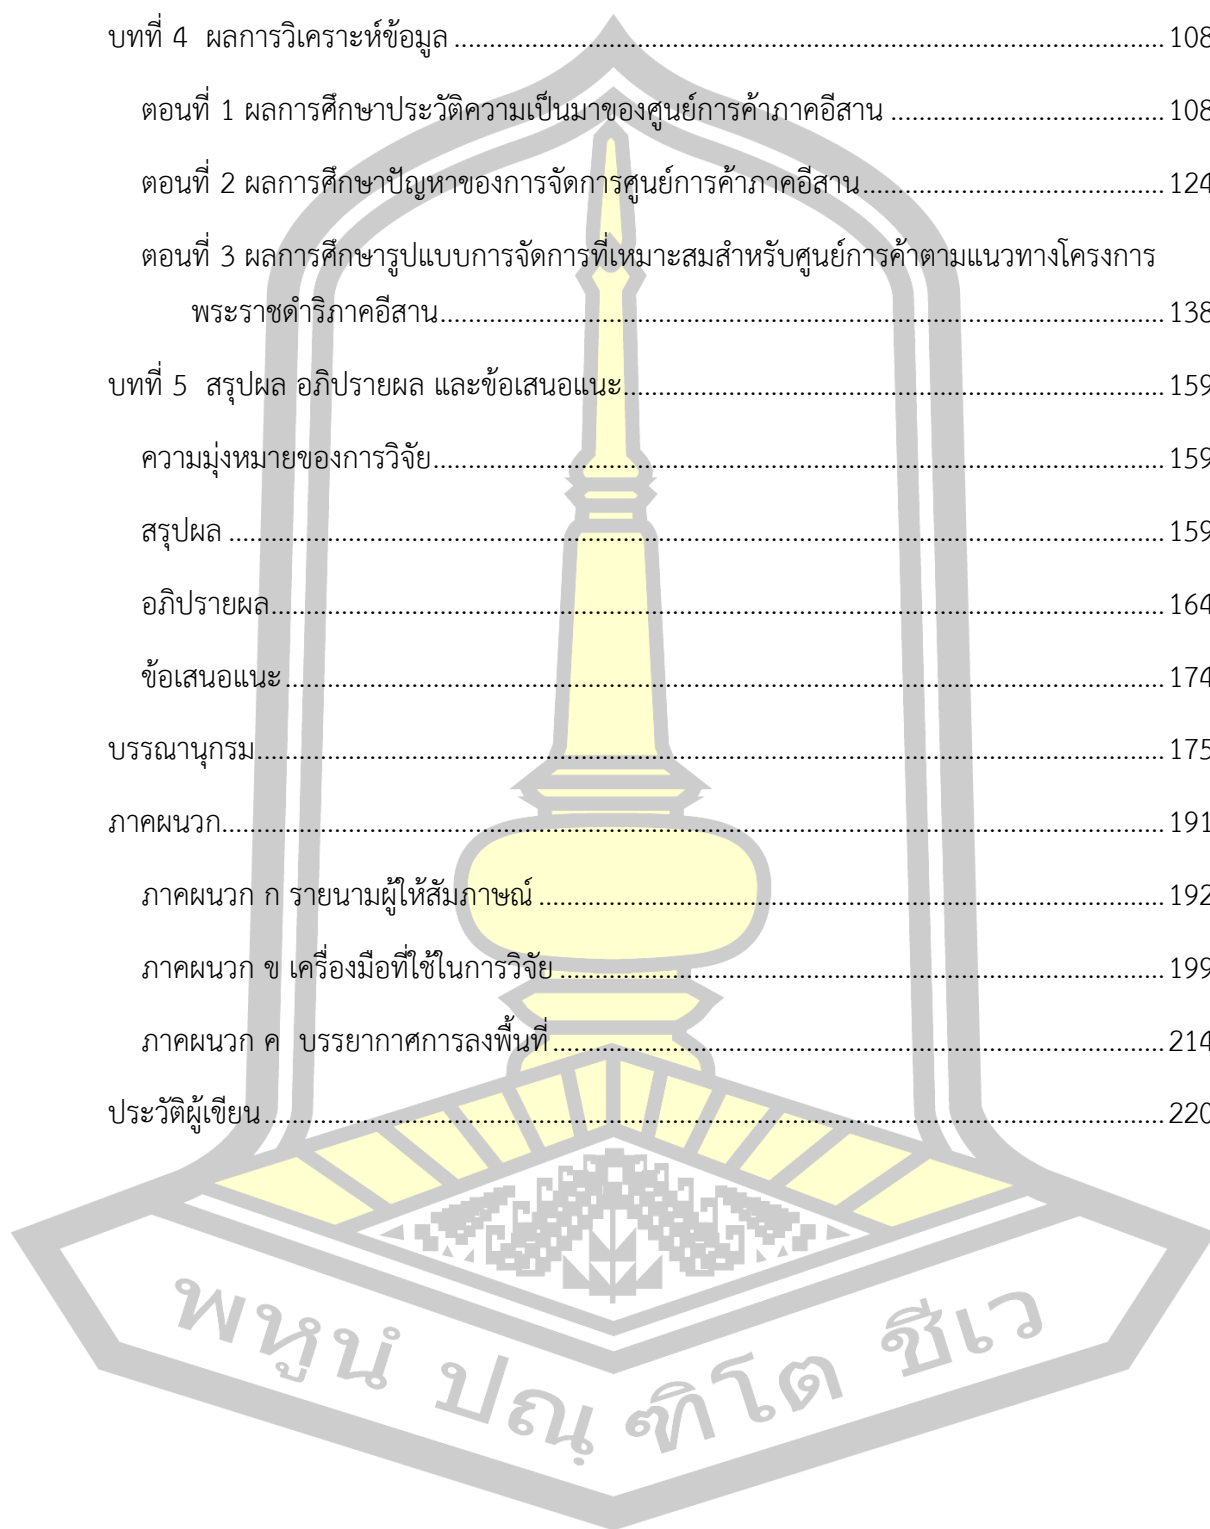 บทที่ 4  ผลการวิเคราะห์ข้อมูล ........................................................................................ 108
ตอนที่ 1 ผลการศึกษาประวัติความเป็นมาของศูนย์การค้าภาคอีสาน .................................. 108
ตอนที่ 2 ผลการศึกษาปัญหาของการจัดการศูนย์การค้าภาคอีสาน...................................... 124
ตอนที่ 3 ผลการศึกษารูปแบบการจัดการที่เหมาะสมสำหรับศูนย์การค้าตามแนวทางโครงการ
พระราชดำริภาคอีสาน........................................................................................... 138
บทที่ 5  สรุปผล อภิปรายผล และข้อเสนอแนะ................................................................... 159
ความมุ่งหมายของการวิจัย........................................................................................... 159
สรุปผล ..................................................................................................................... 159
อภิปรายผล................................................................................................................ 164
ข้อเสนอแนะ.............................................................................................................. 174
บรรณานุกรม.................................................................................................................. 175
ภาคผนวก...................................................................................................................... 191
ภาคผนวก ก รายนามผู้ให้สัมภาษณ์ .............................................................................. 192
ภาคผนวก ข เครื่องมือที่ใช้ในการวิจัย ........................................................................... 199
ภาคผนวก ค  บรรยากาศการลงพื้นที่............................................................................ 214
ประวัติผู้เขียน................................................................................................................. 220
พหูนํ ปณฺฑิโต ชีเว